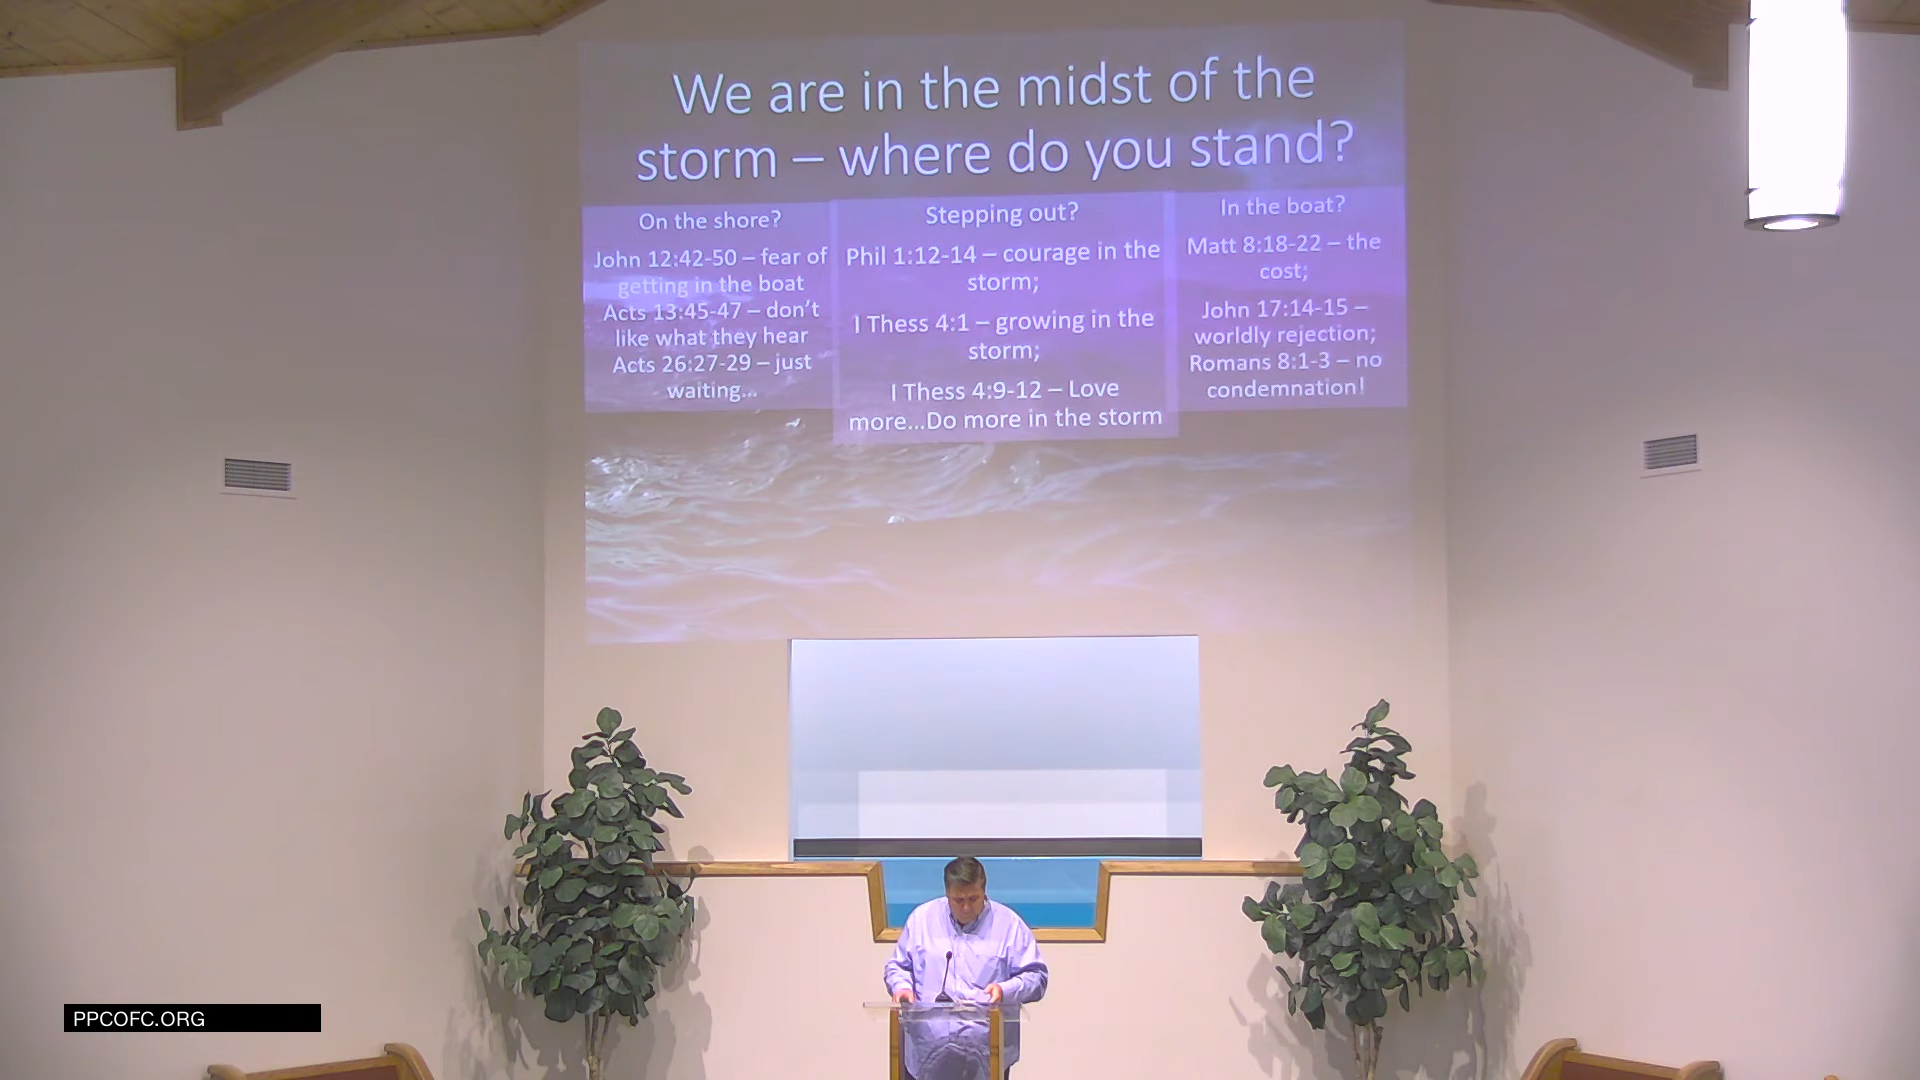 We are in the midst of the
storm – where do you stand?
On the shore?
John 12:42-50 – fear of
getting in the boat
Acts 13:45-47 – don't
like what they hear
Acts 26:27-29 – just
waiting...
Stepping out?
Phil 1:12-14 – courage in the
storm;
I Thess 4:1 – growing in the
storm;
I Thess 4:9-12 – Love
more...Do more in the storm
In the boat?
Matt 8:18-22 – the
cost;
John 17:14-15 –
worldly rejection;
Romans 8:1-3 – no
condemnation!
PPCOFC.ORG